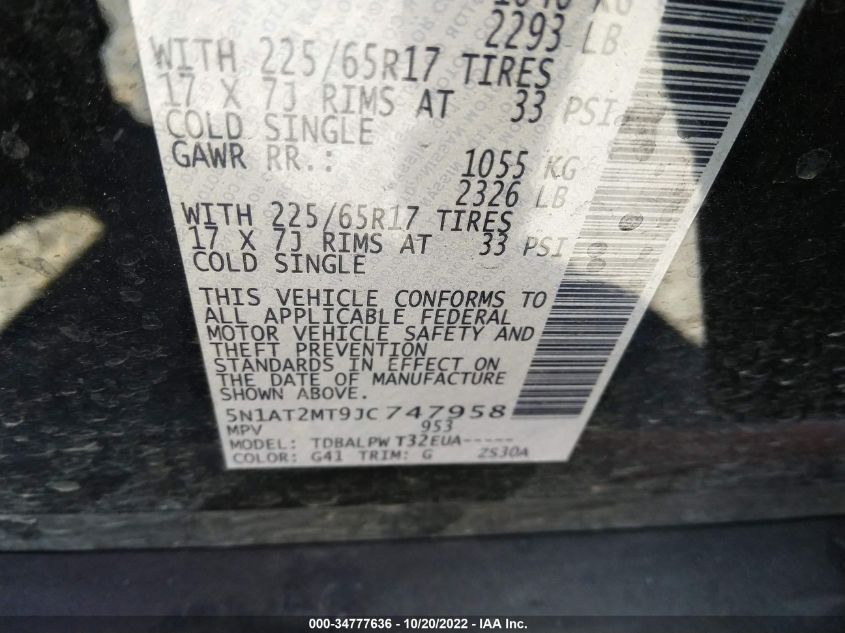 2293 LB
WITH 225/65R17 TIRES
17 X 7J RIMS AT 33 PSI
COLD SINGLE
GAWR RR.: 1055 KG
2326 LB
WITH 225/65R17 TIRES
17 X 7J RIMS AT 33 PSI
COLD SINGLE
THIS VEHICLE CONFORMS TO
ALL APPLICABLE FEDERAL
MOTOR VEHICLE SAFETY AND
THEFT PREVENTION
STANDARDS IN EFFECT ON
THE DATE OF MANUFACTURE
SHOWN ABOVE.
5N1AT2MT9JC747958
MPV 953
MODEL: TDBALPW T32EUA-----
COLOR: G41 TRIM: G 2S30A
000-34777636 | 10/20/2022 - IAA Inc.